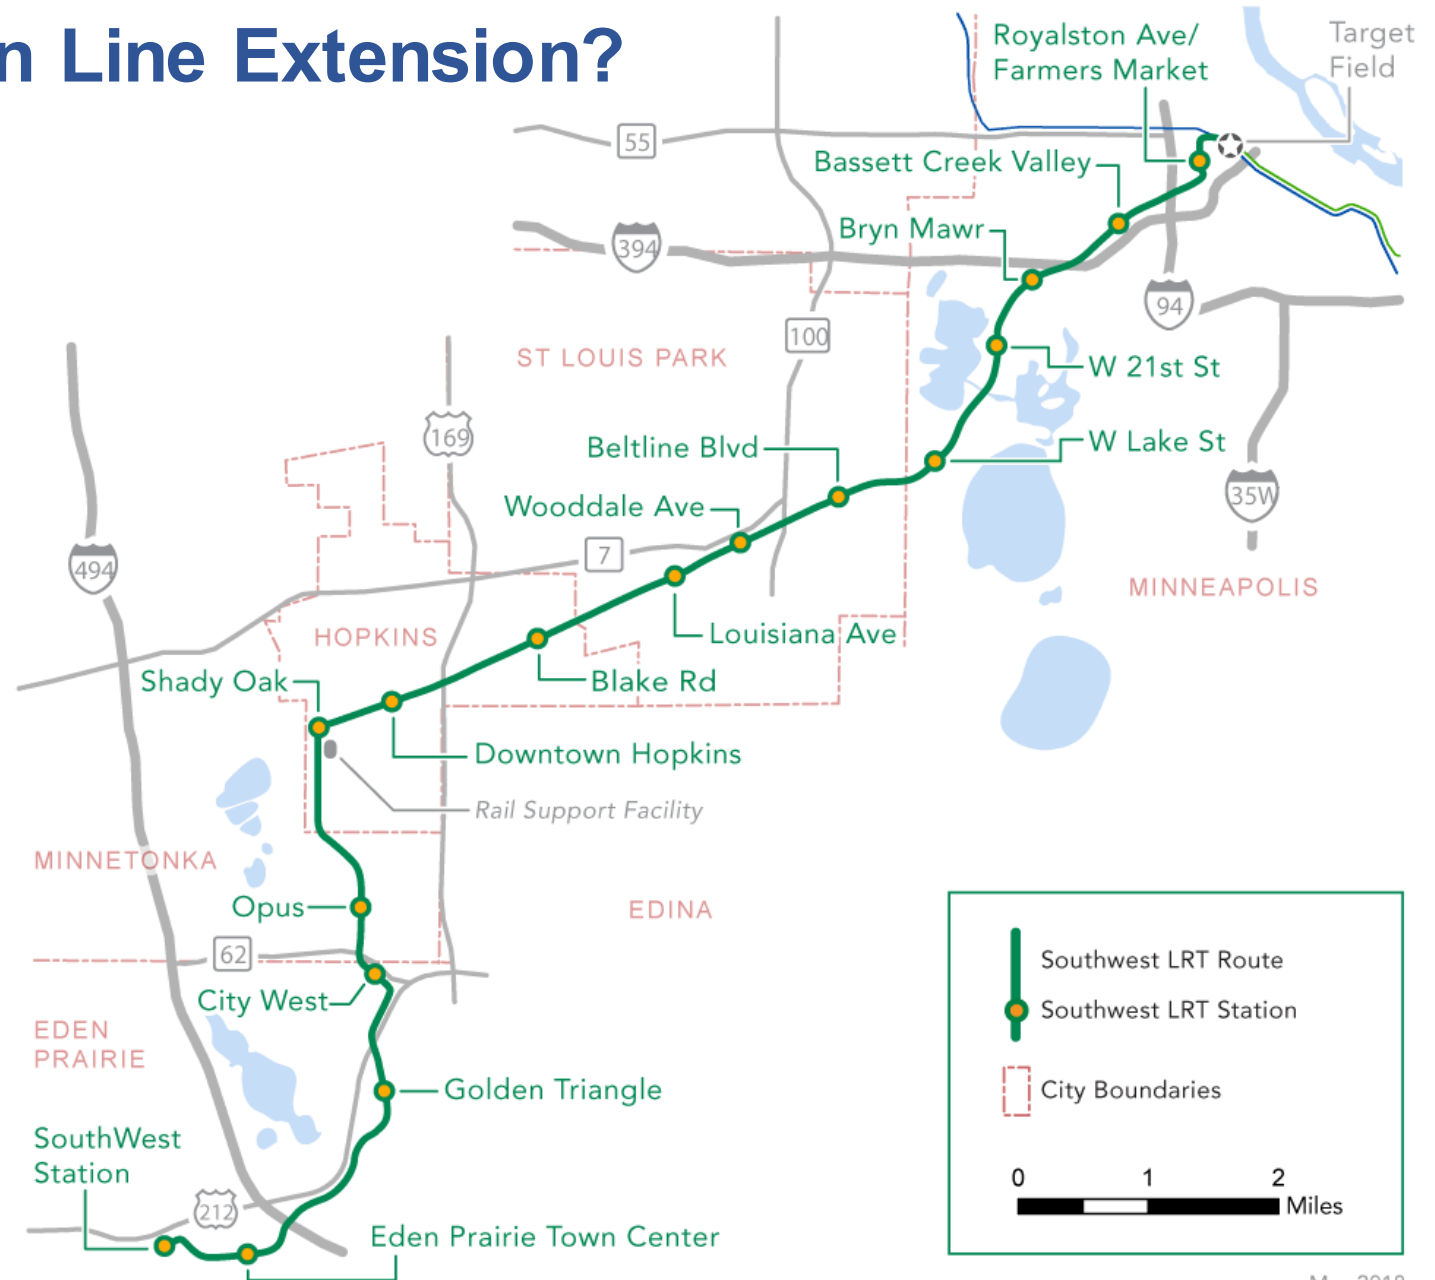 n Line Extension?
Royalston Ave/
Farmers Market
Target
Field
55
Bassett Creek Valley
Bryn Mawr
394
94
100
ST LOUIS PARK
W 21st St
169
Beltline Blvd
W Lake St
Wooddale Ave
35W
7
494
MINNEAPOLIS
HOPKINS
Louisiana Ave
Shady Oak
Blake Rd
Downtown Hopkins
Rail Support Facility
MINNETONKA
Opus
EDINA
62
City West
EDEN
PRAIRIE
Golden Triangle
SouthWest
Station
212
Eden Prairie Town Center
Southwest LRT Route
Southwest LRT Station
City Boundaries
0 1 2
Miles